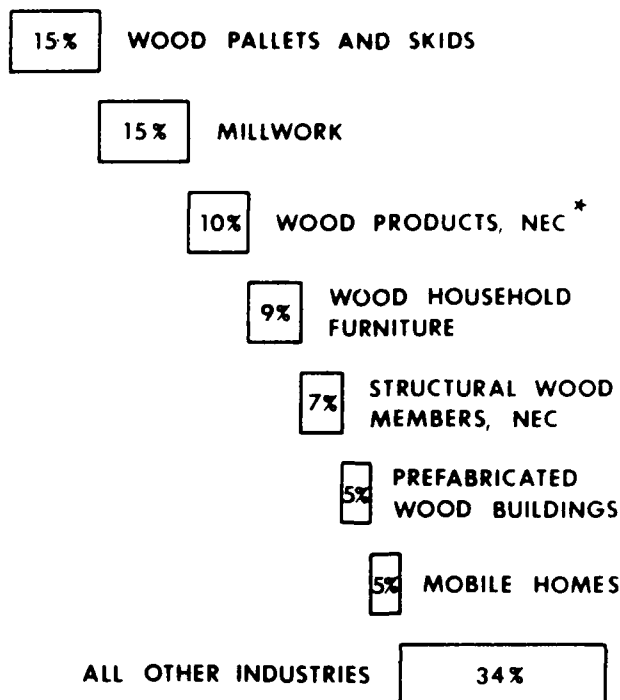 15% WOOD PALLETS AND SKIDS
15% MILLWORK
10% WOOD PRODUCTS, NEC*
9% WOOD HOUSEHOLD
FURNITURE
7% STRUCTURAL WOOD
MEMBERS, NEC
5% PREFABRICATED
WOOD BUILDINGS
5% MOBILE HOMES
ALL OTHER INDUSTRIES 34%